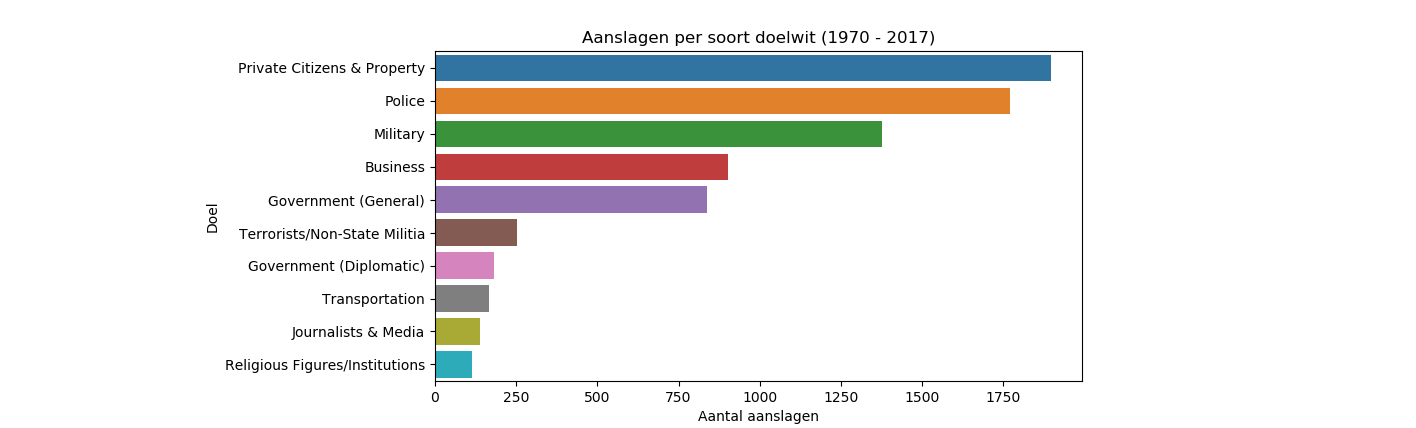 Aanslagen per soort doelwit (1970 - 2017)
Private Citizens & Property
Police
Military
Business
Government (General)
Terrorists/Non-State Militia
Government (Diplomatic)
Transportation
Journalists & Media
Religious Figures/Institutions
Doel
0 250 500 750 1000 1250 1500 1750
Aantal aanslagen